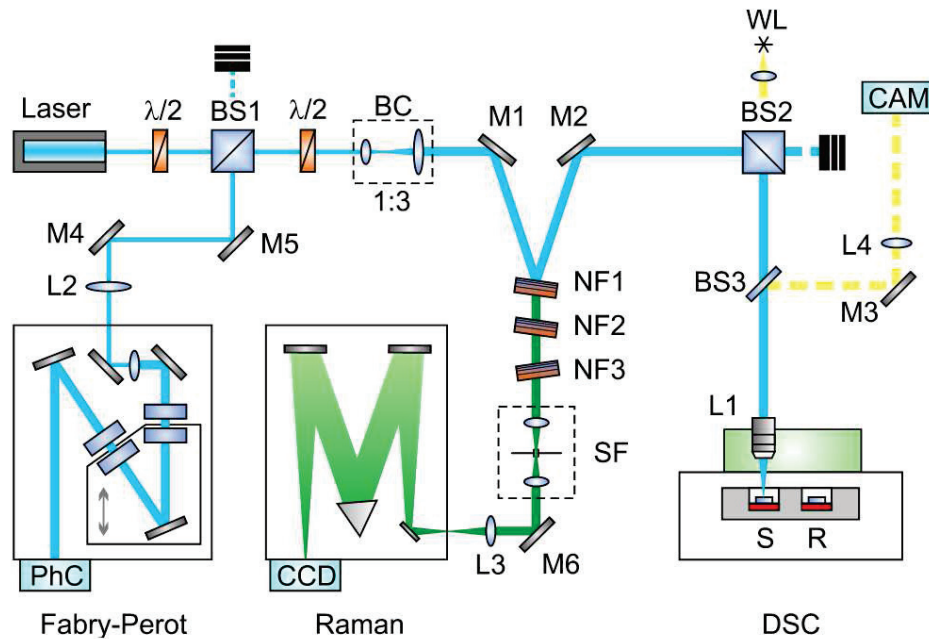 WL
Laser
λ/2
BS1
λ/2
BC
M1
M2
BS2
CAM
1:3
M4
M5
L4
L2
NF1
BS3
M3
NF2
NF3
L1
SF
S
R
L3
M6
PhC
CCD
Fabry-Perot
Raman
DSC